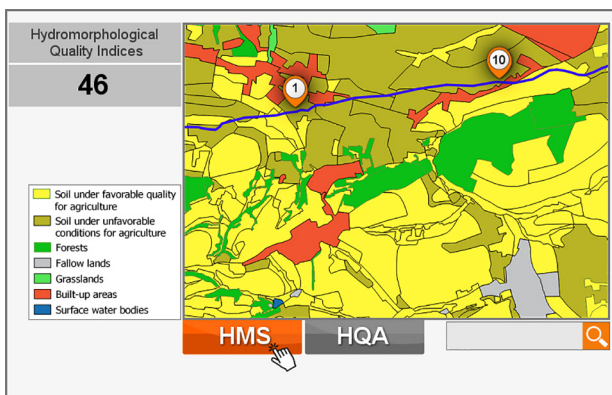 Hydromorphological
Quality Indices
46
1
10
Soil under favorable quality
for agriculture
Soil under unfavorable
conditions for agriculture
Forests
Fallow lands
Grasslands
Built-up areas
Surface water bodies
HMS
HQA